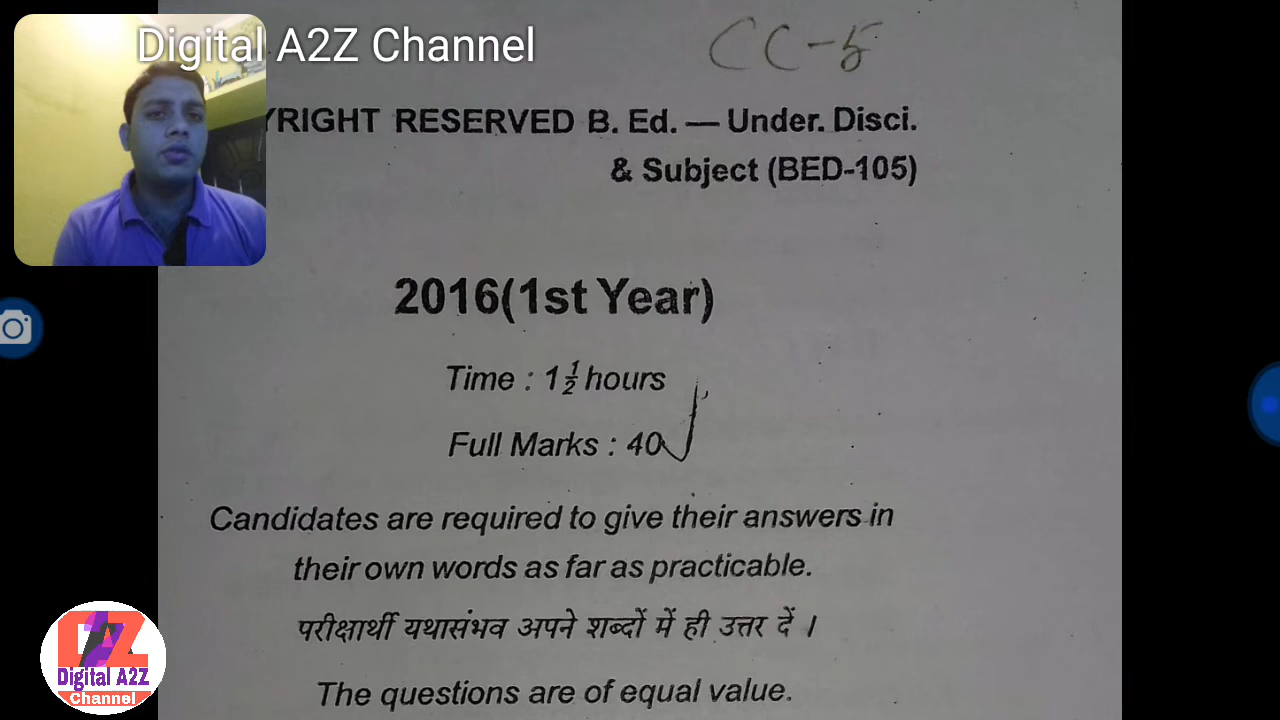 Digital A2Z Channel
CC-5
YRIGHT RESERVED B. Ed. — Under. Disci.
& Subject (BED-105)
2016(1st Year)
Time : 1 1/2 hours
Full Marks : 40
Candidates are required to give their answers in
their own words as far as practicable.
परीक्षार्थी यथासंभव अपने शब्दों में ही उत्तर दें ।
The questions are of equal value.
A2Z
Digital A2Z
Channel